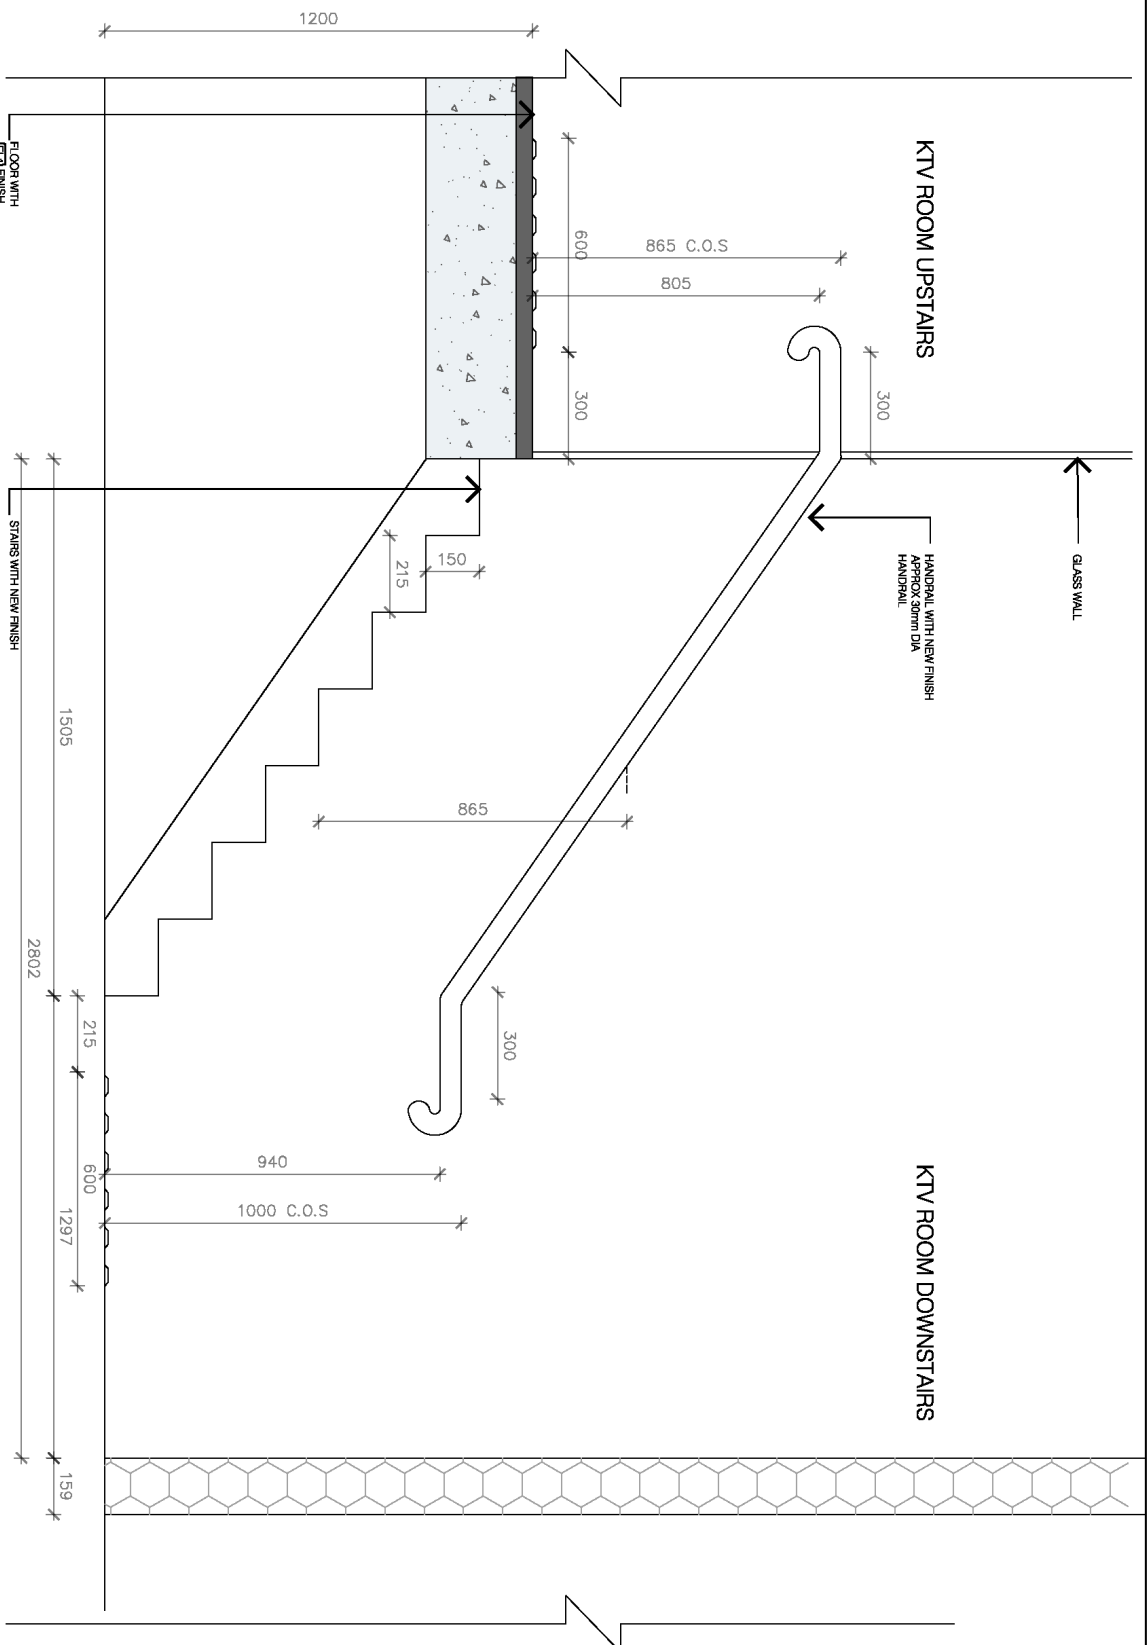 KTV ROOM UPSTAIRS
KTV ROOM DOWNSTAIRS
GLASS WALL
HANDRAIL WITH NEW FINISH
APPROX 30mm DIA
HANDRAIL
300
865 C.O.S
805
600
300
1200
865
150
215
300
940
1000 C.O.S
215
600
1505
1297
159
2802
FLOOR WITH
FL4 FINISH
STAIRS WITH NEW FINISH